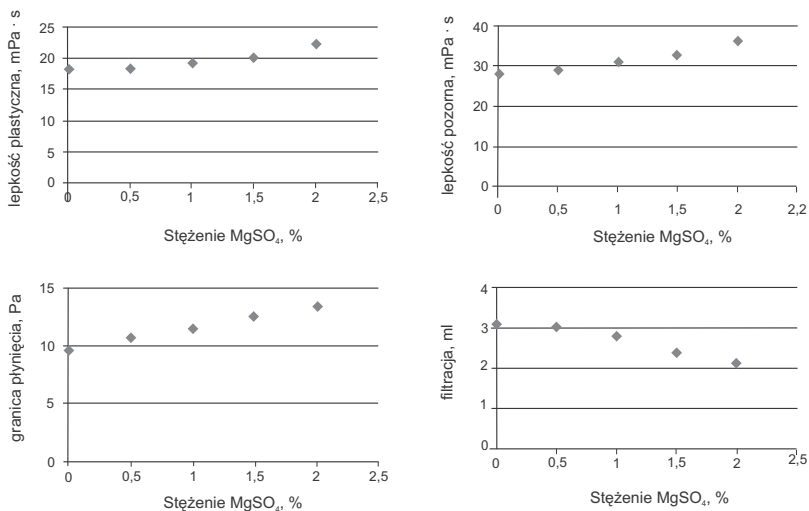 lepkość plastyczna, mPa · s
25
20
15
10
5
0
0 0,5 1 1,5 2 2,5
Stężenie MgSO₄, %
lepkość pozorna, mPa · s
40
30
20
10
0
0 0,5 1 1,5 2 2,2
Stężenie MgSO₄, %
granica płynięcia, Pa
15
10
5
0
0 0,5 1 1,5 2 2,5
Stężenie MgSO₄, %
filtracja, ml
4
3
2
1
0
0 0,5 1 1,5 2 2,5
Stężenie MgSO₄, %